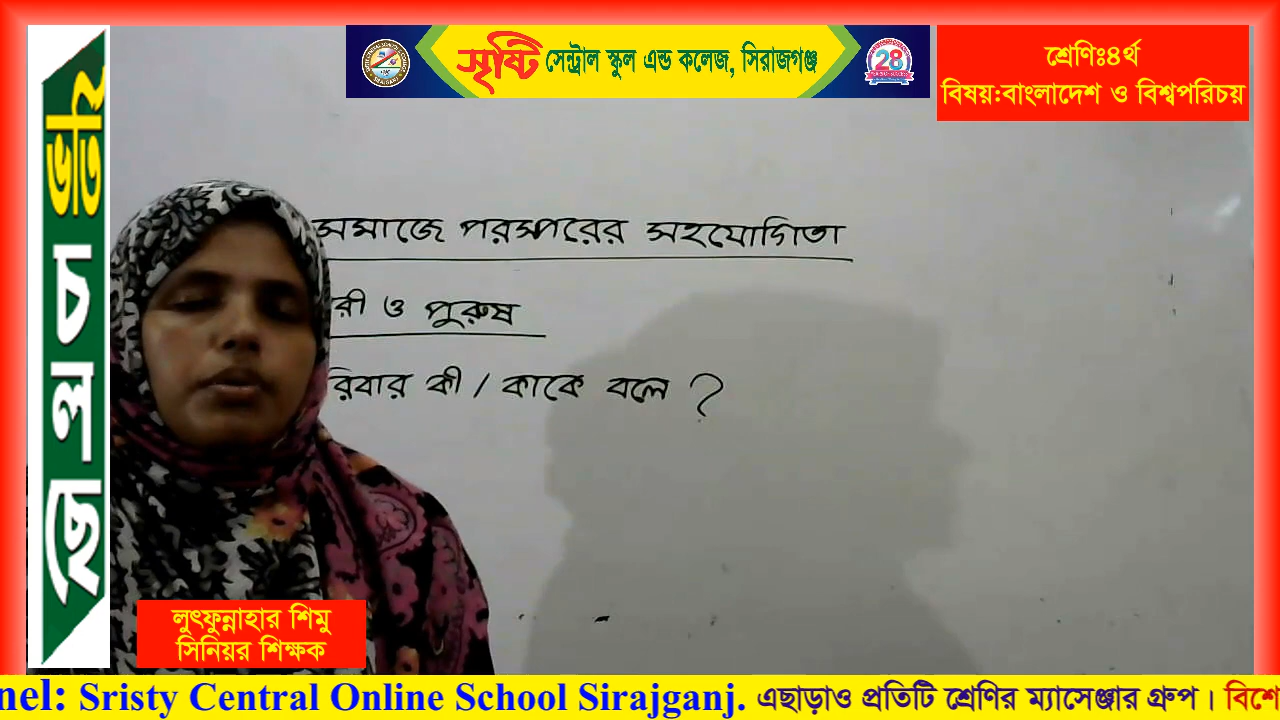 সৃষ্টি সেন্ট্রাল স্কুল এন্ড কলেজ, সিরাজগঞ্জ
28
শ্রেণিঃ৪র্থ
বিষয়:বাংলাদেশ ও বিশ্বপরিচয়
ভর্তি চলছে
সমাজে পরস্পরের সহযোগিতা
রী ও পুরুষ
রিবার কী / কাকে বলে ?
লুৎফুন্নাহার শিমু
সিনিয়র শিক্ষক
nel: Sristy Central Online School Sirajganj. এছাড়াও প্রতিটি শ্রেণির ম্যাসেঞ্জার গ্রুপ। বিশে